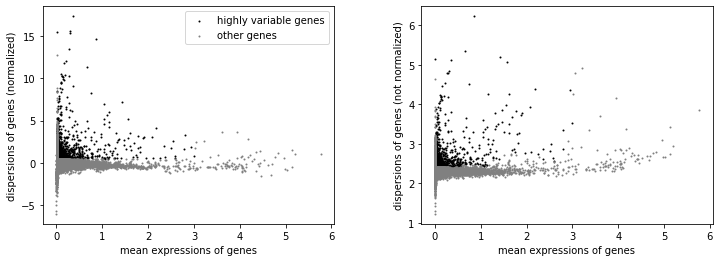 dispersions of genes (normalized)
15
10
5
0
−5
0 1 2 3 4 5 6
mean expressions of genes
highly variable genes
other genes
dispersions of genes (not normalized)
6
5
4
3
2
1
0 1 2 3 4 5 6
mean expressions of genes